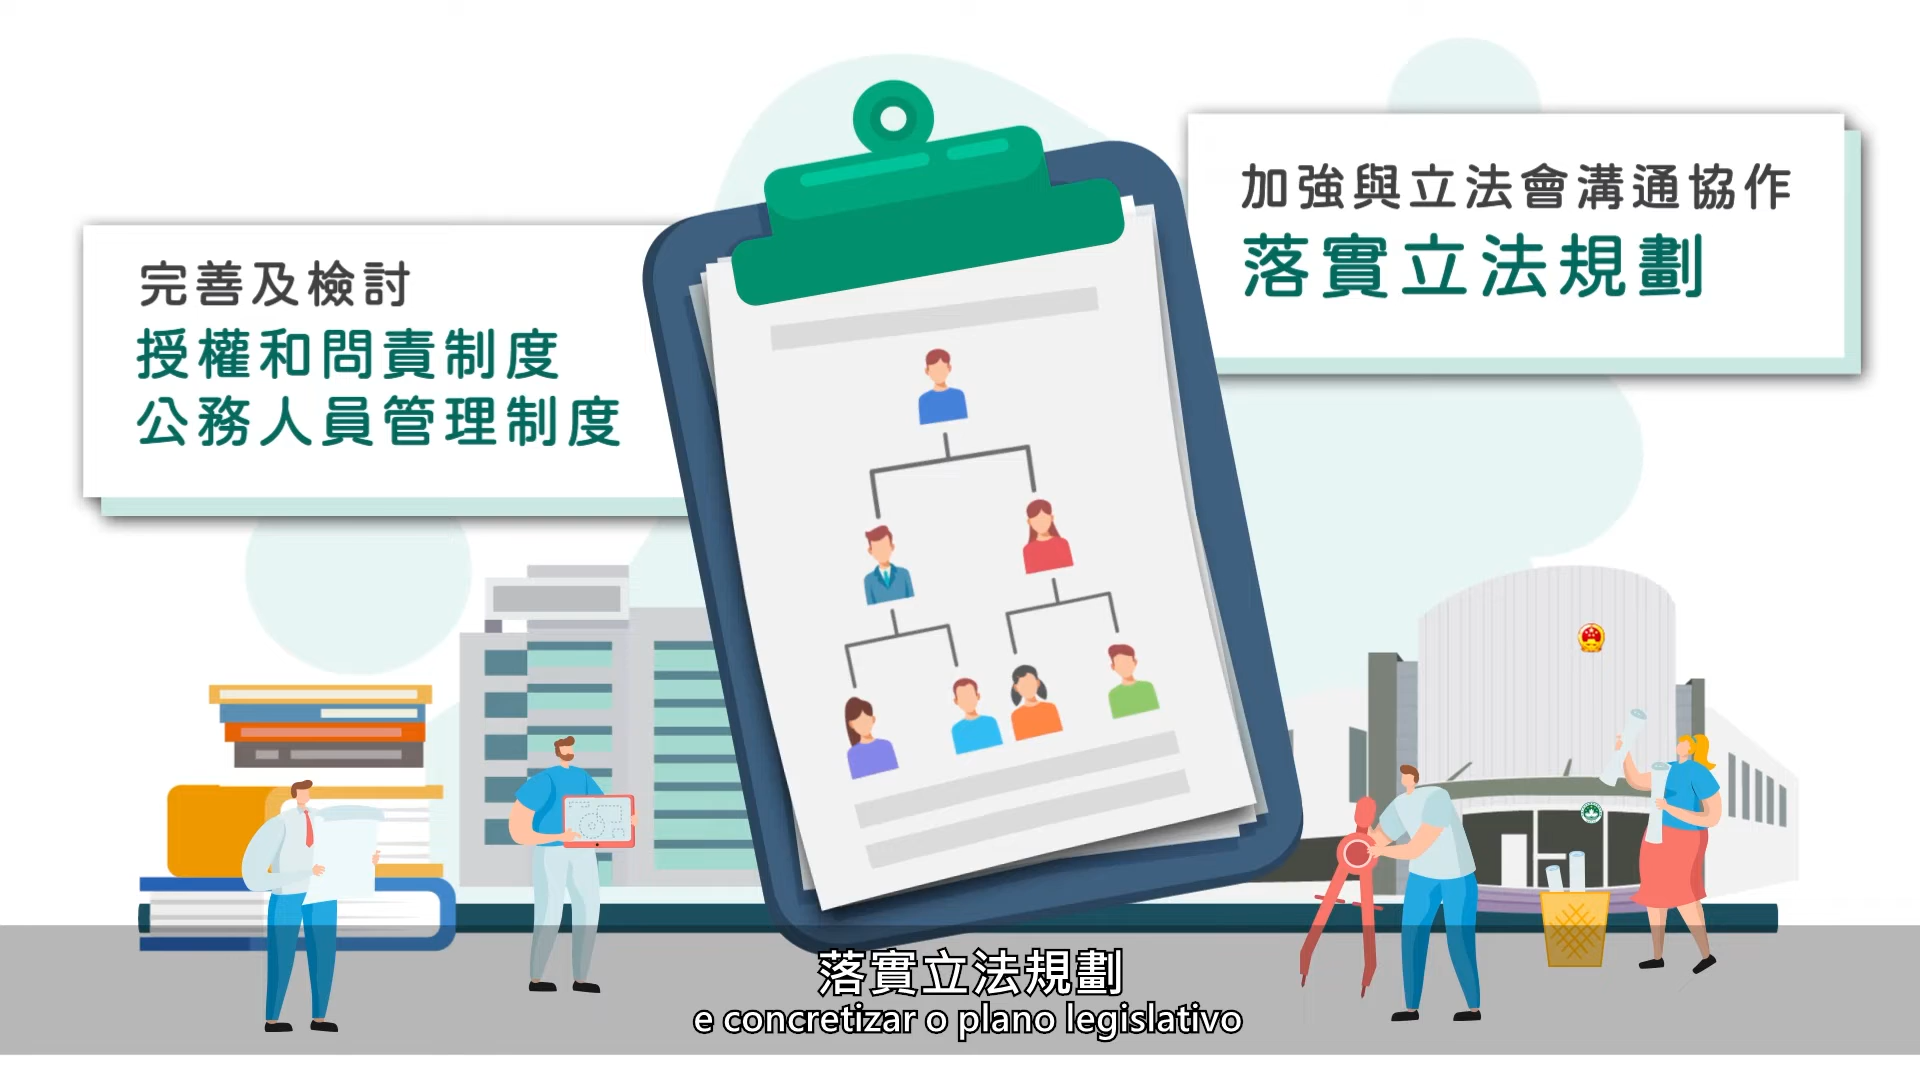 完善及檢討
授權和問責制度
公務人員管理制度
加強與立法會溝通協作
落實立法規劃
落實立法規劃
e concretizar o plano legislativo